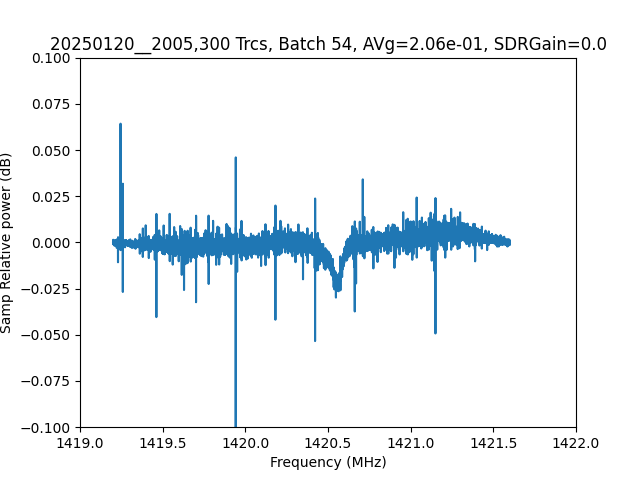 20250120__2005,300 Trcs, Batch 54, AVg=2.06e-01, SDRGain=0.0
0.100
0.075
0.050
0.025
0.000
−0.025
−0.050
−0.075
−0.100
Samp Relative power (dB)
1419.0 1419.5 1420.0 1420.5 1421.0 1421.5 1422.0
Frequency (MHz)